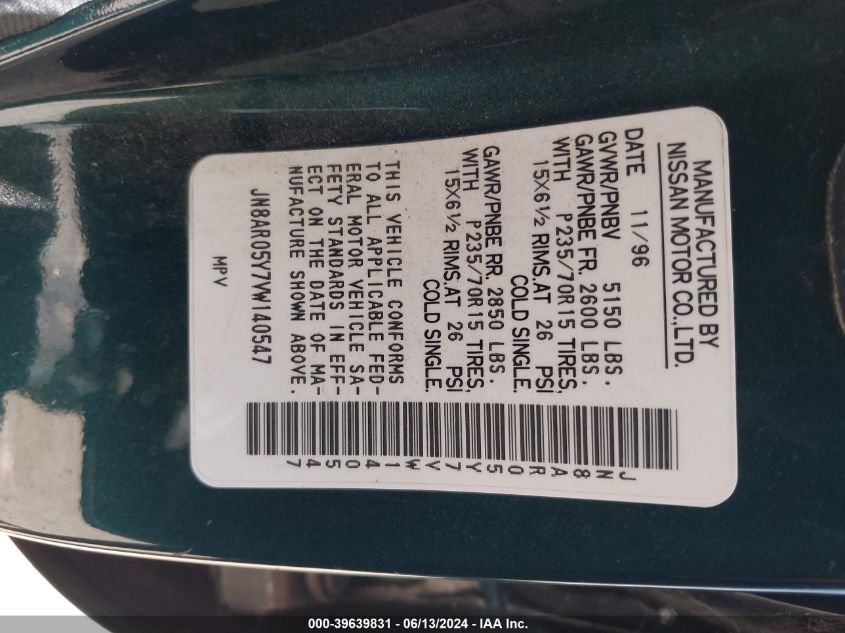 MANUFACTURED BY
NISSAN MOTOR CO.,LTD.
DATE 11/96
GVWR/PNBV 5150 LBS.
GAWR/PNBE FR. 2600 LBS.
WITH P235/70R15 TIRES,
15X6½ RIMS.AT 26 PSI
COLD SINGLE.
GAWR/PNBE RR. 2850 LBS.
WITH P235/70R15 TIRES,
15X6½ RIMS.AT 26 PSI
COLD SINGLE.
THIS VEHICLE CONFORMS
TO ALL APPLICABLE FED-
ERAL MOTOR VEHICLE SA-
FETY STANDARDS IN EFF-
ECT ON THE DATE OF MA-
NUFACTURE SHOWN ABOVE.
JN8AR05Y7VW140547
MPV
JN8AR05Y7VW140547
000-39639831 - 06/13/2024 - IAA Inc.